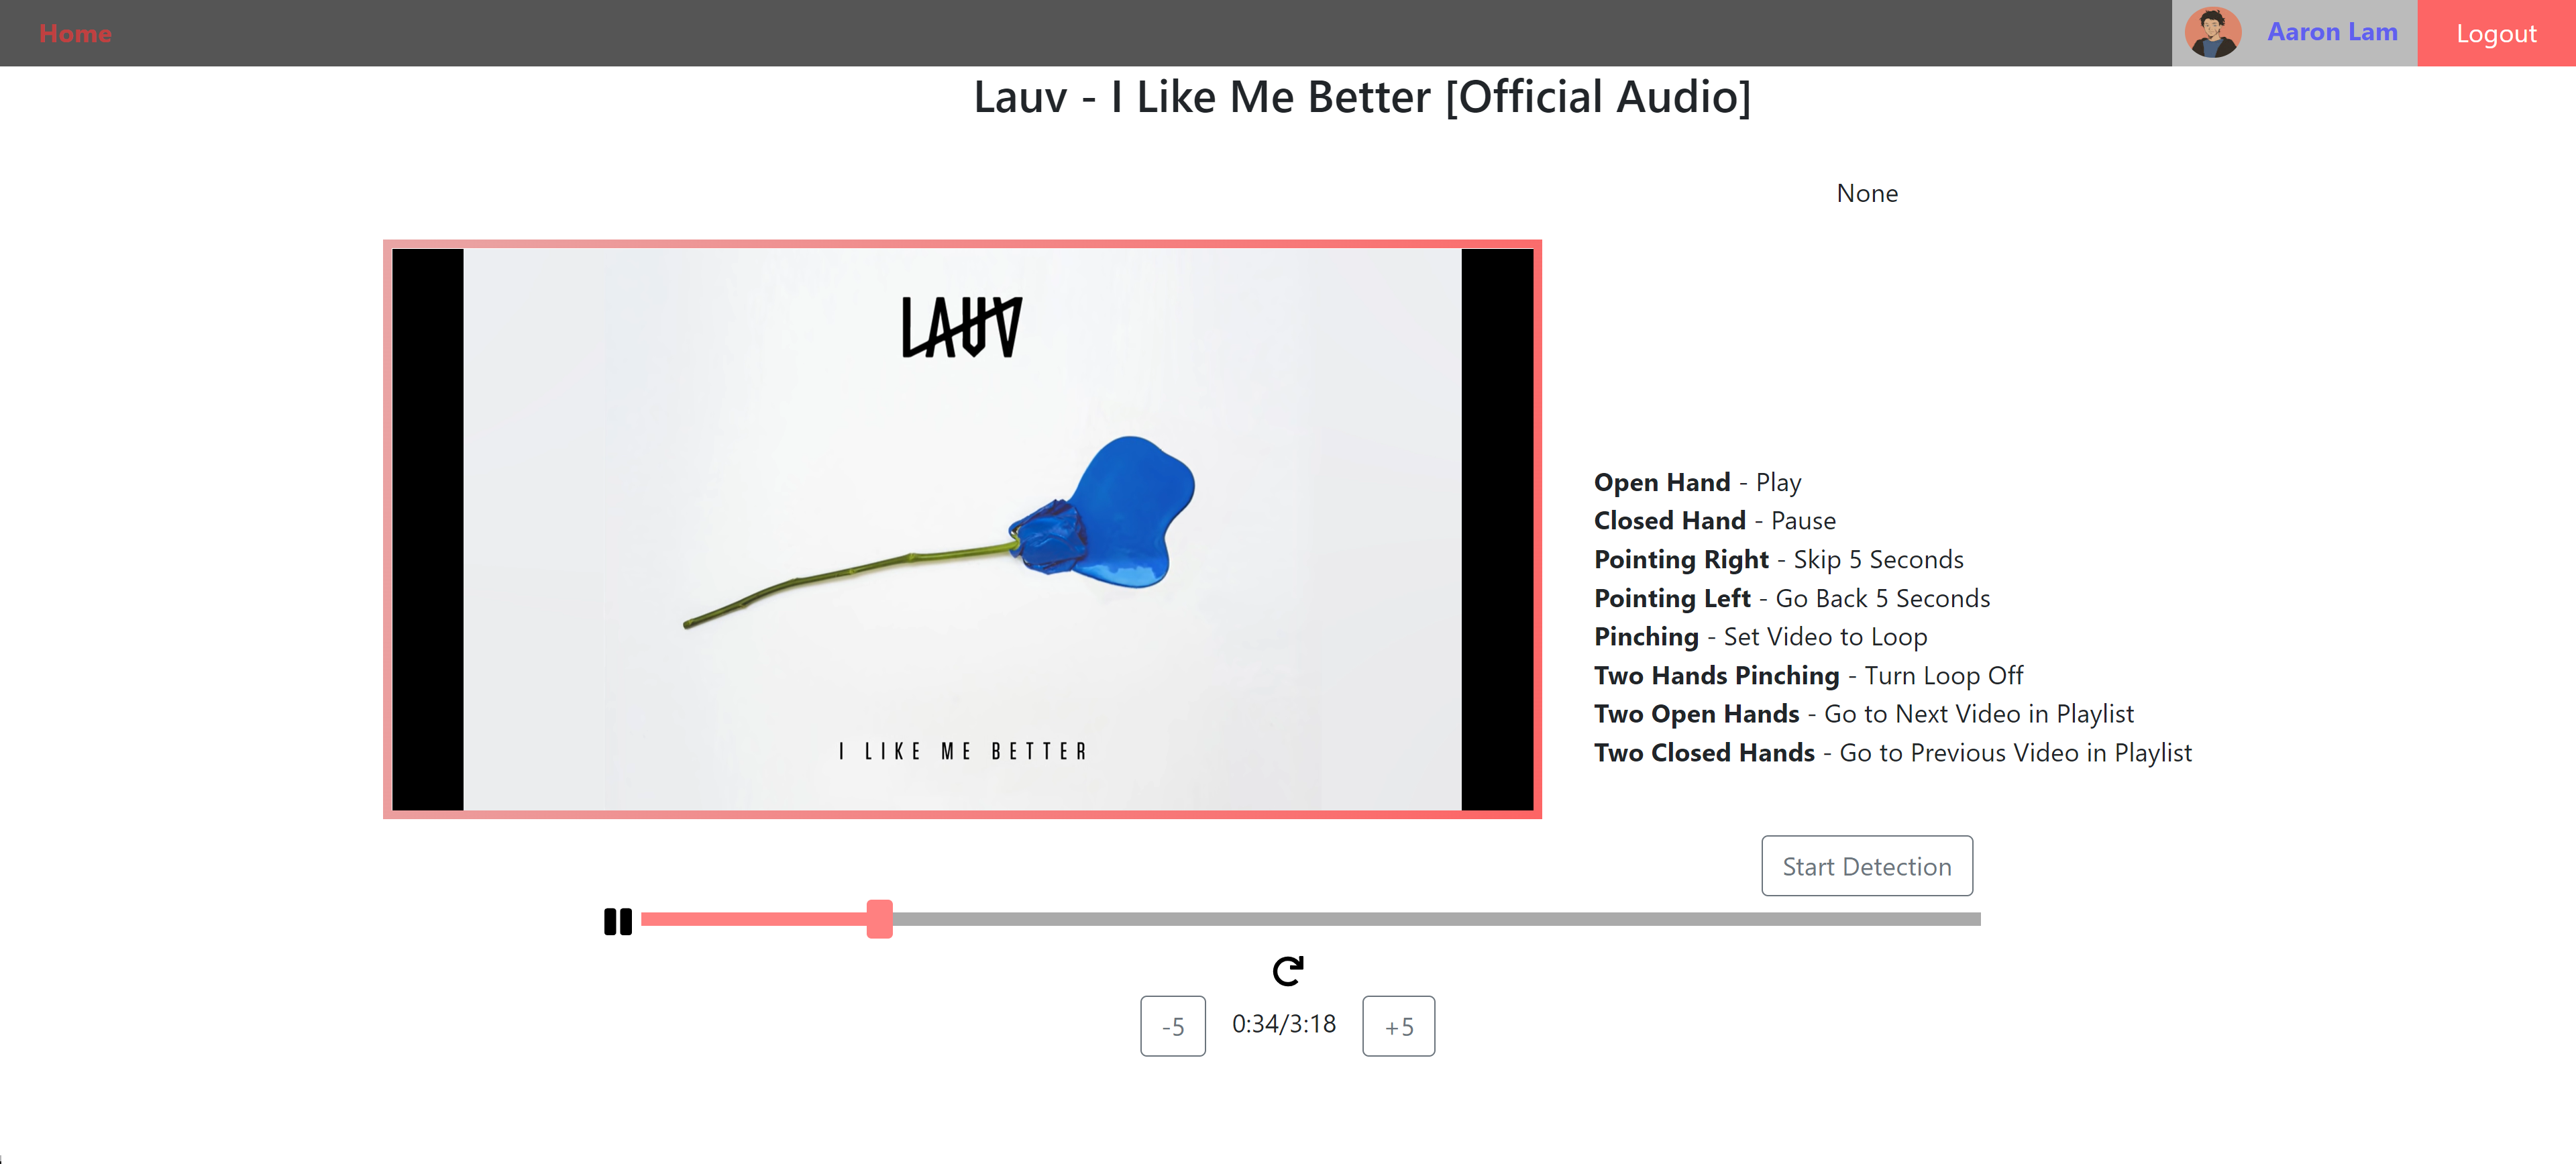 Home
Aaron Lam
Logout
Lauv - I Like Me Better [Official Audio]
None
LAUV
I LIKE ME BETTER
Open Hand - Play
Closed Hand - Pause
Pointing Right - Skip 5 Seconds
Pointing Left - Go Back 5 Seconds
Pinching - Set Video to Loop
Two Hands Pinching - Turn Loop Off
Two Open Hands - Go to Next Video in Playlist
Two Closed Hands - Go to Previous Video in Playlist
Start Detection
-5
0:34/3:18
+5